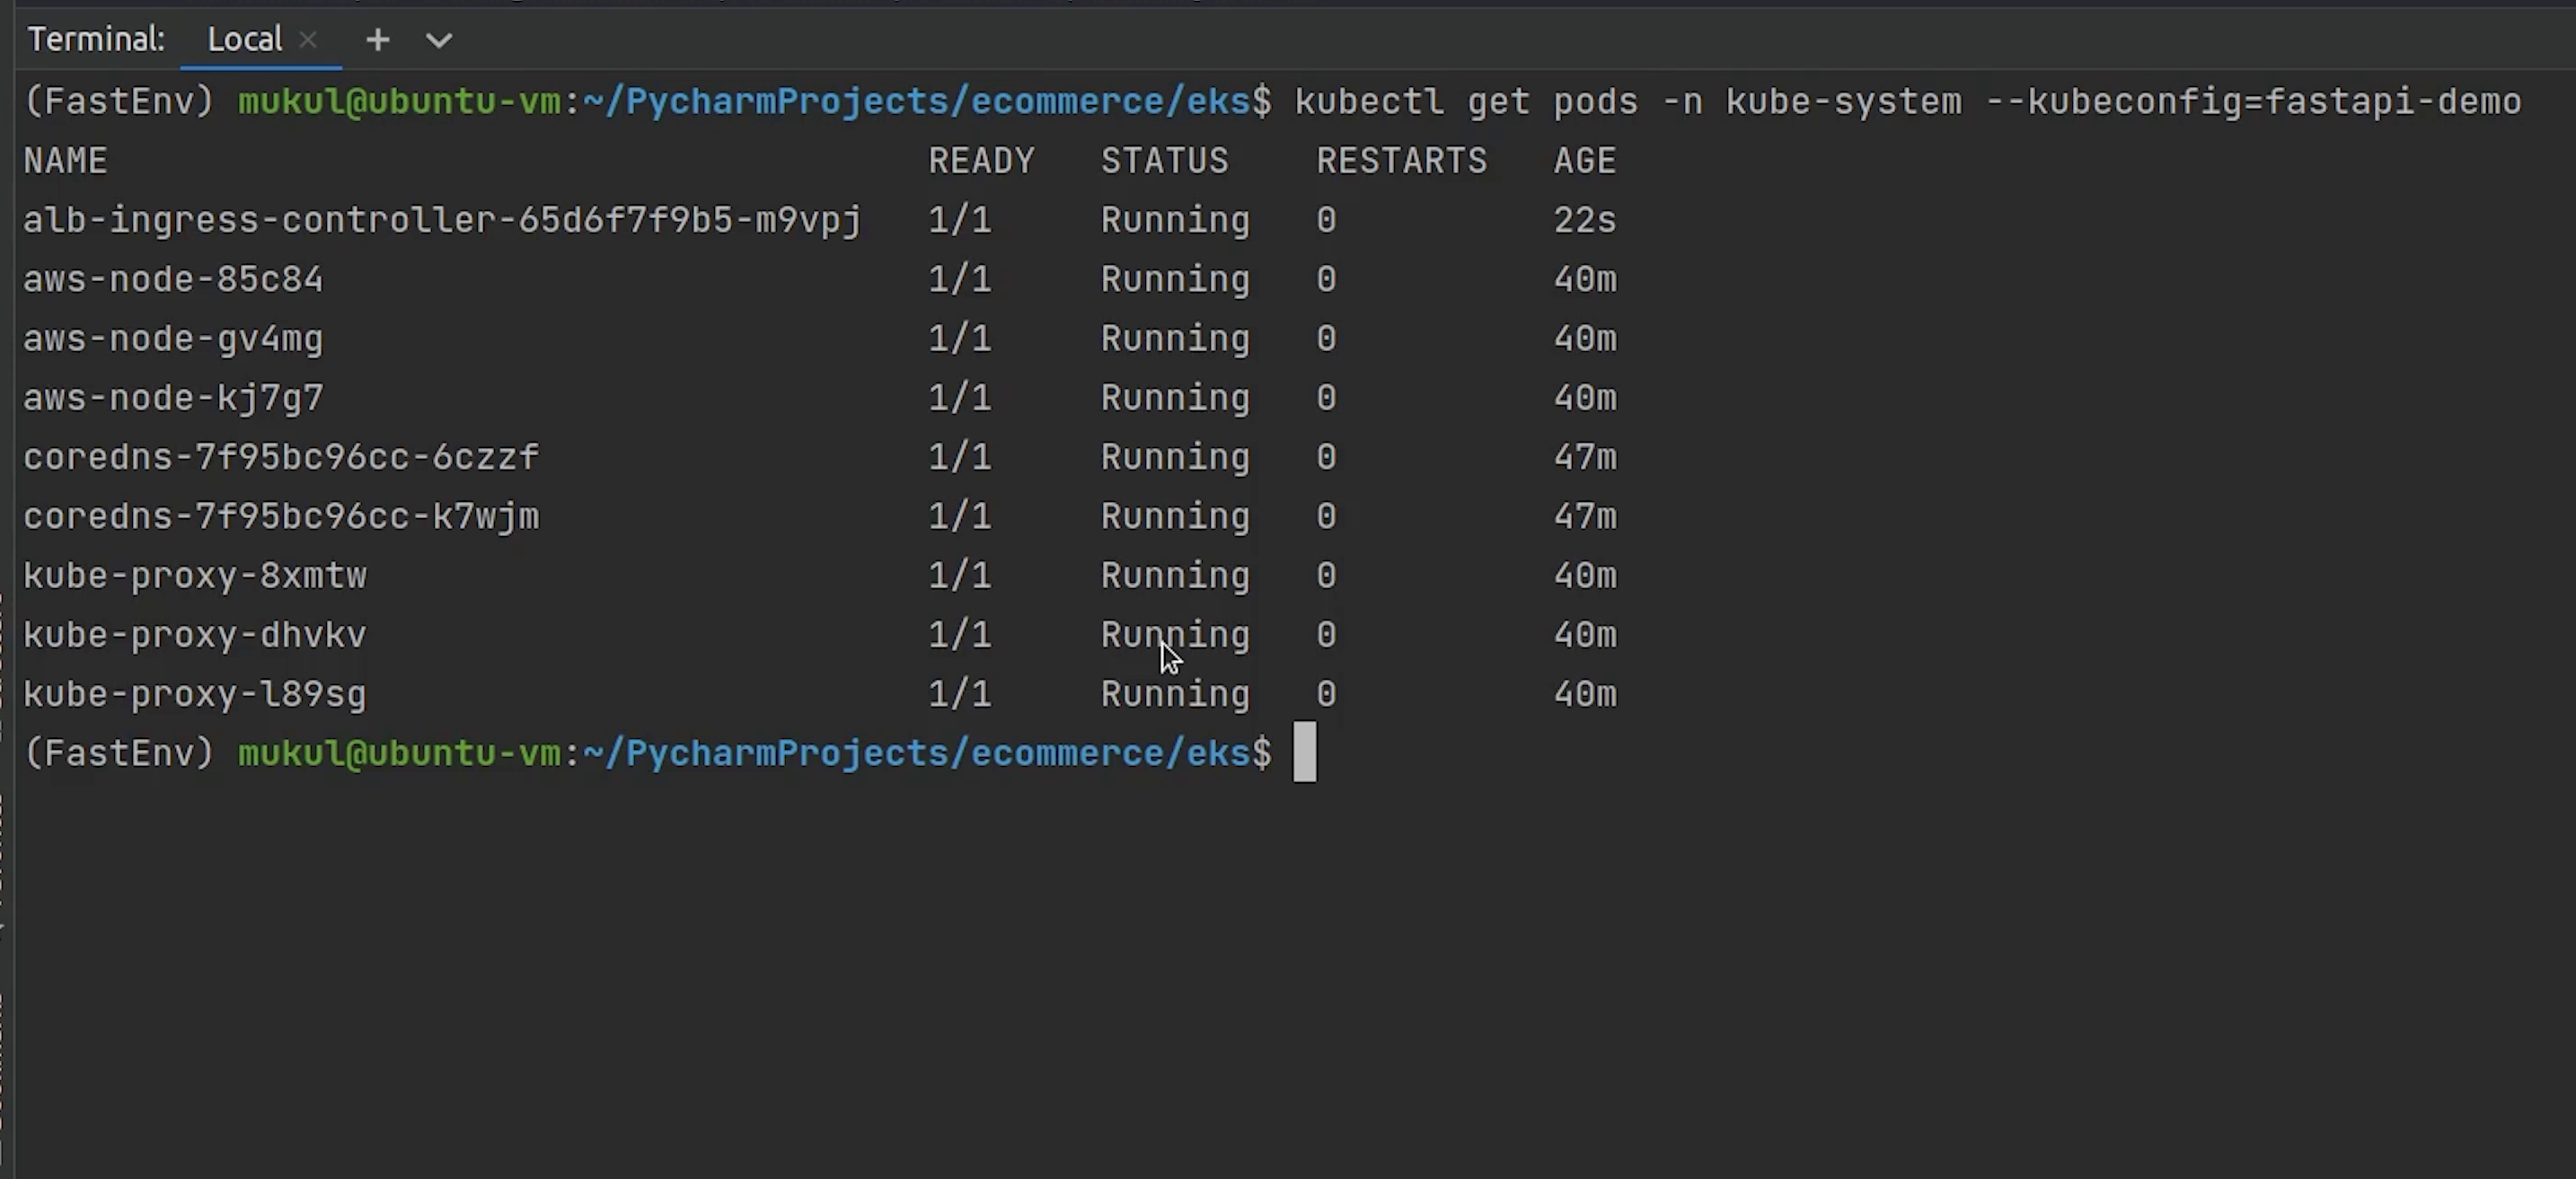 Terminal: Local × + 
(FastEnv) mukul@ubuntu-vm:~/PycharmProjects/ecommerce/eks$ kubectl get pods -n kube-system --kubeconfig=fastapi-demo
NAME READY STATUS RESTARTS AGE
alb-ingress-controller-65d6f7f9b5-m9vpj 1/1 Running 0 22s
aws-node-85c84 1/1 Running 0 40m
aws-node-gv4mg 1/1 Running 0 40m
aws-node-kj7g7 1/1 Running 0 40m
coredns-7f95bc96cc-6czzf 1/1 Running 0 47m
coredns-7f95bc96cc-k7wjm 1/1 Running 0 47m
kube-proxy-8xmtw 1/1 Running 0 40m
kube-proxy-dhvkv 1/1 Running 0 40m
kube-proxy-l89sg 1/1 Running 0 40m
(FastEnv) mukul@ubuntu-vm:~/PycharmProjects/ecommerce/eks$